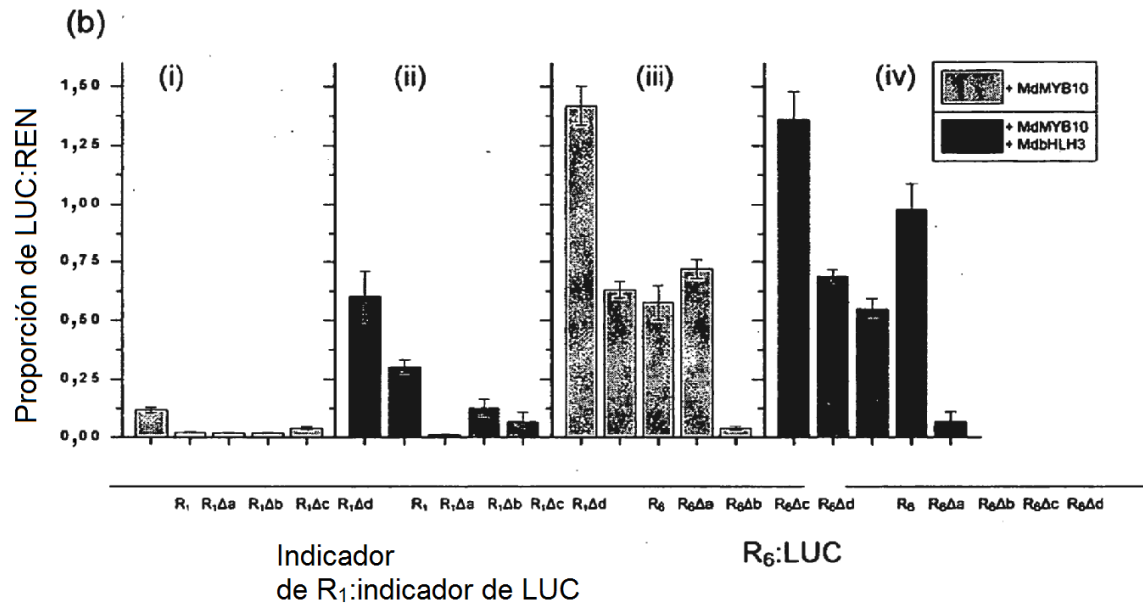 (b)
(i)
(ii)
(iii)
(iv)
+ MdMYB10
+ MdMYB10
+ MdbHLH3
Proporción de LUC:REN
1,50
1,25
1,00
0,75
0,50
0,25
0,00
R₁ R₁Δa R₁Δb R₁Δc R₁Δd R₁ R₁Δa R₁Δb R₁Δc R₁Δd R₆ R₆Δa R₆Δb R₆Δc R₆Δd R₆ R₆Δa R₆Δb R₆Δc R₆Δd
Indicador
de R₁:indicador de LUC
R₆:LUC